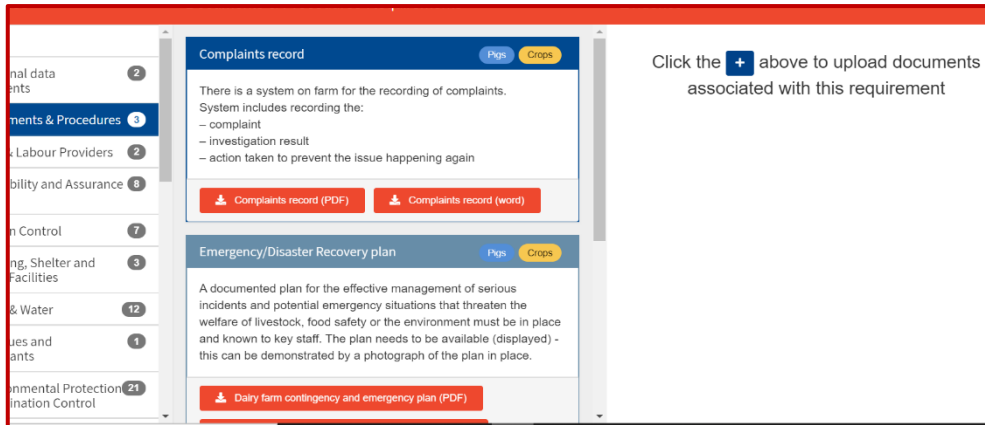 nal data
ents
2
ments & Procedures 3
& Labour Providers 2
bility and Assurance 8
n Control 7
ng, Shelter and
Facilities
3
& Water 12
ues and
ants
1
onmental Protection 21
ination Control
Complaints record Pigs Crops
There is a system on farm for the recording of complaints.
System includes recording the:
– complaint
– investigation result
– action taken to prevent the issue happening again
Complaints record (PDF) Complaints record (word)
Emergency/Disaster Recovery plan Pigs Crops
A documented plan for the effective management of serious
incidents and potential emergency situations that threaten the
welfare of livestock, food safety or the environment must be in place
and known to key staff. The plan needs to be available (displayed) -
this can be demonstrated by a photograph of the plan in place.
Dairy farm contingency and emergency plan (PDF)
Click the + above to upload documents
associated with this requirement